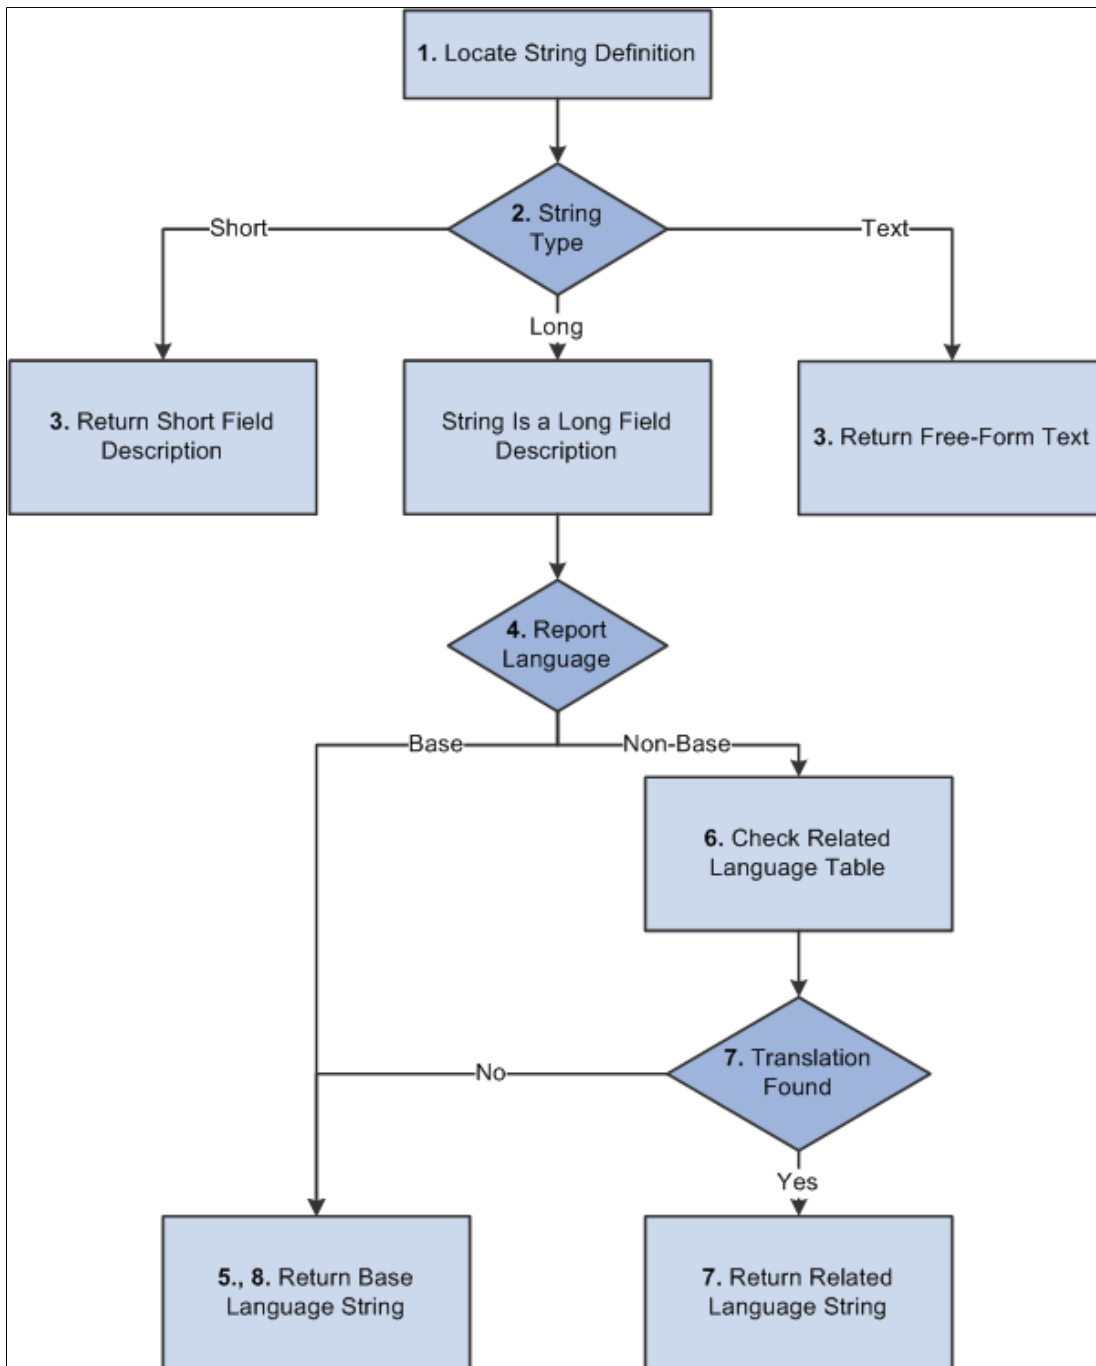 1. Locate String Definition
2. String
Type
Short
Text
Long
3. Return Short Field
Description
String Is a Long Field
Description
3. Return Free-Form Text
4. Report
Language
Base
Non-Base
6. Check Related
Language Table
7. Translation
Found
No
Yes
5., 8. Return Base
Language String
7. Return Related
Language String